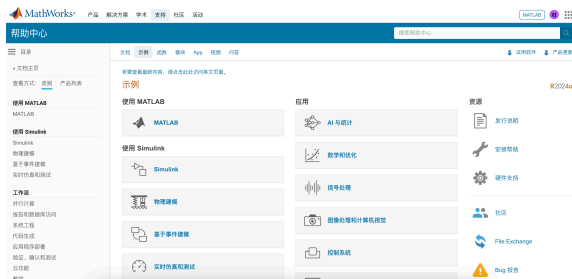 MathWorks®
产品 解决方案 学术 支持 社区 活动
MATLAB
帮助中心
搜索帮助中心
目录
文档 示例 函数 模块 App 视频 问答
试用软件 产品更新
« 文档主页
查看方式: 类别 产品列表
使用 MATLAB
MATLAB
使用 Simulink
Simulink
物理建模
基于事件建模
实时仿真和测试
工作流
并行计算
报告和数据库访问
系统工程
代码生成
应用程序部署
验证、确认和测试
云功能
若要查看最新内容,请点击此处访问英文页面。
示例
R2024a
使用 MATLAB
MATLAB
使用 Simulink
Simulink
物理建模
基于事件建模
实时仿真和测试
应用
AI 与统计
数学和优化
信号处理
图像处理和计算机视觉
控制系统
资源
发行说明
安装帮助
硬件支持
社区
File Exchange
Bug 报告